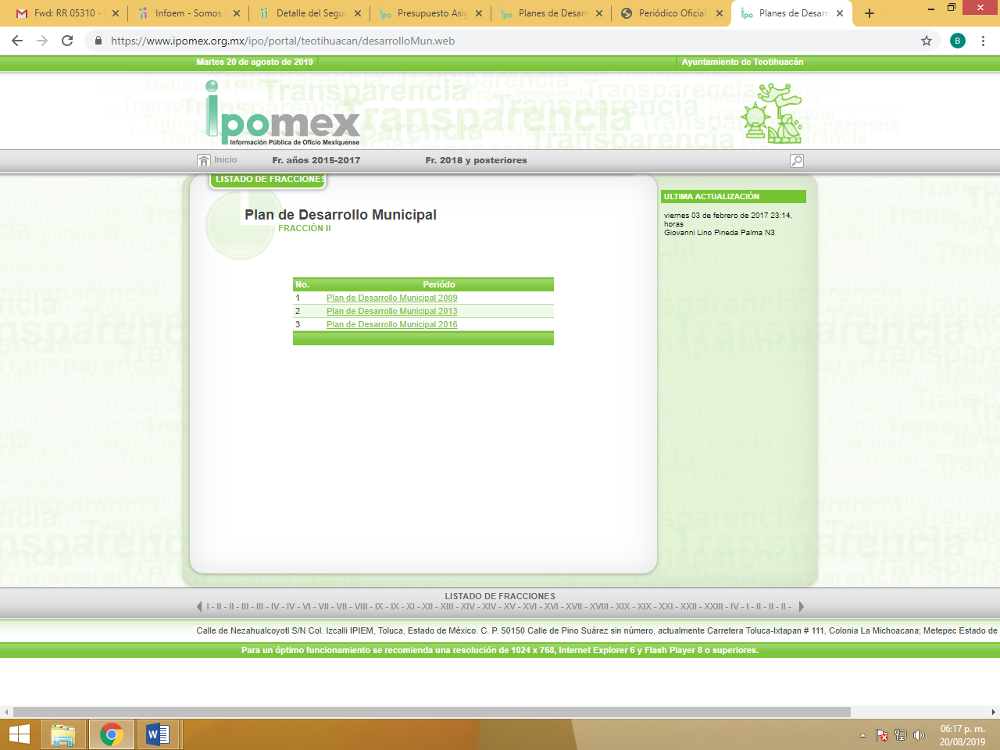 Fwd: RR 05310 -
Infoem - Somos
Detalle del Segui
Presupuesto Asig
Planes de Desarr
Periódico Oficial
Planes de Desarr
https://www.ipomex.org.mx/ipo/portal/teotihuacan/desarrolloMun.web
B
Martes 20 de agosto de 2019
Ayuntamiento de Teotihuacán
Transparencia
ipomex
Información Pública de Oficio Mexiquense
Inicio
Fr. años 2015-2017
Fr. 2018 y posteriores
LISTADO DE FRACCIONES
Plan de Desarrollo Municipal
FRACCIÓN II
No. Periódo
1 Plan de Desarrollo Municipal 2009
2 Plan de Desarrollo Municipal 2013
3 Plan de Desarrollo Municipal 2016
ULTIMA ACTUALIZACIÓN
viernes 03 de febrero de 2017 23:14,
horas
Giovanni Lino Pineda Palma N3
LISTADO DE FRACCIONES
I - II - II - III - III - IV - IV - VI - VII - VII - VIII - IX - IX - XI - XII - XIII - XIV - XIV - XV - XVI - XVI - XVII - XVIII - XIX - XIX - XXI - XXII - XXIII - IV - I - II - II - II -
Calle de Nezahualcoyotl S/N Col. Izcalli IPIEM, Toluca, Estado de México. C. P. 50150 Calle de Pino Suárez sin número, actualmente Carretera Toluca-Ixtapan # 111, Colonia La Michoacana; Metepec Estado de
Para un óptimo funcionamiento se recomienda una resolución de 1024 x 768, Internet Explorer 6 y Flash Player 8 o superiores.
06:17 p. m.
20/08/2019